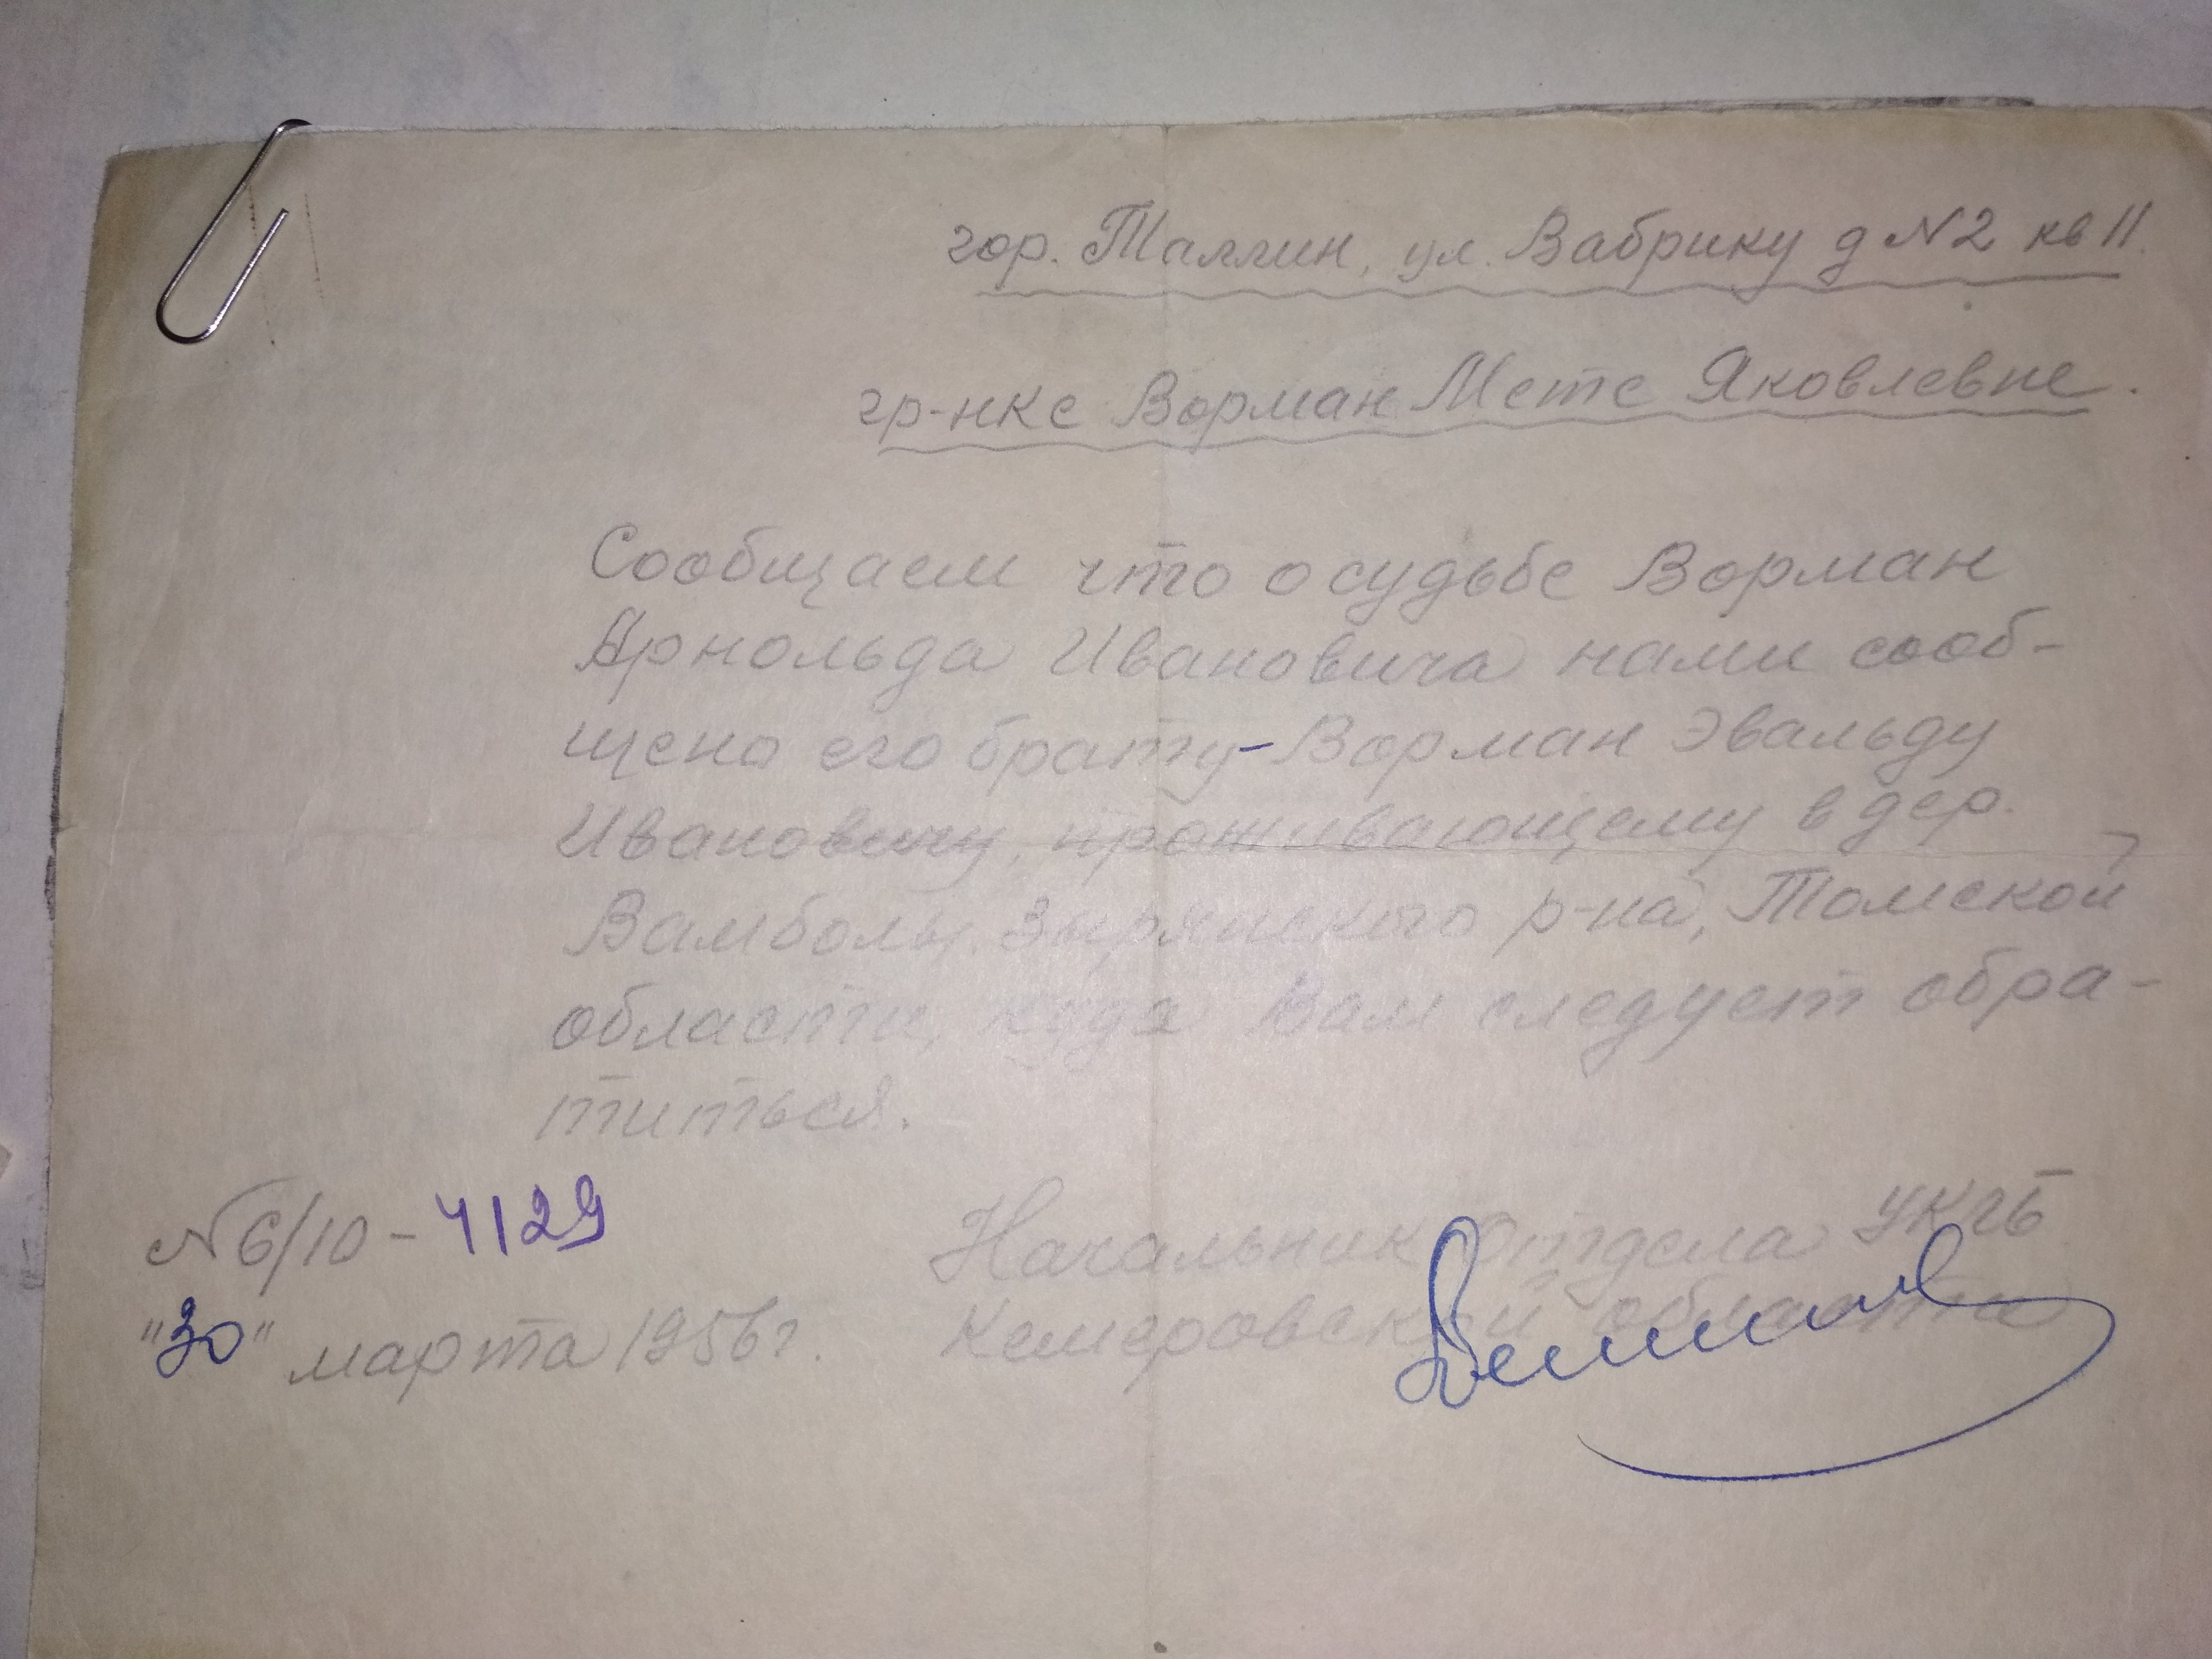 гор. Таллин, ул. Вабрику д №2 кв 11.
гр-нке Ворман Мете Яковлевне.
Сообщаем что о судьбе Ворман
Арнольда Ивановича нами сооб-
щено его брату-Ворман Эвальду
Ивановичу, проживающему в дер.
Вамболы, Зырянского р-на, Томской
области, куда Вам следует обра-
титься.
№6/10-4129
Начальник Отдела УКГБ
"30" марта 1956г.
Кемеровской области